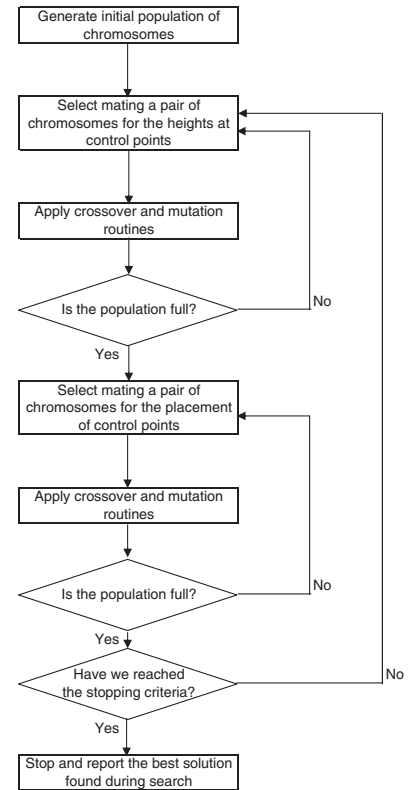 Generate initial population of
chromosomes
Select mating a pair of
chromosomes for the heights at
control points
Apply crossover and mutation
routines
Is the population full?
No
Yes
Select mating a pair of
chromosomes for the placement
of control points
Apply crossover and mutation
routines
Is the population full?
No
Yes
Have we reached
the stopping criteria?
No
Yes
Stop and report the best solution
found during search